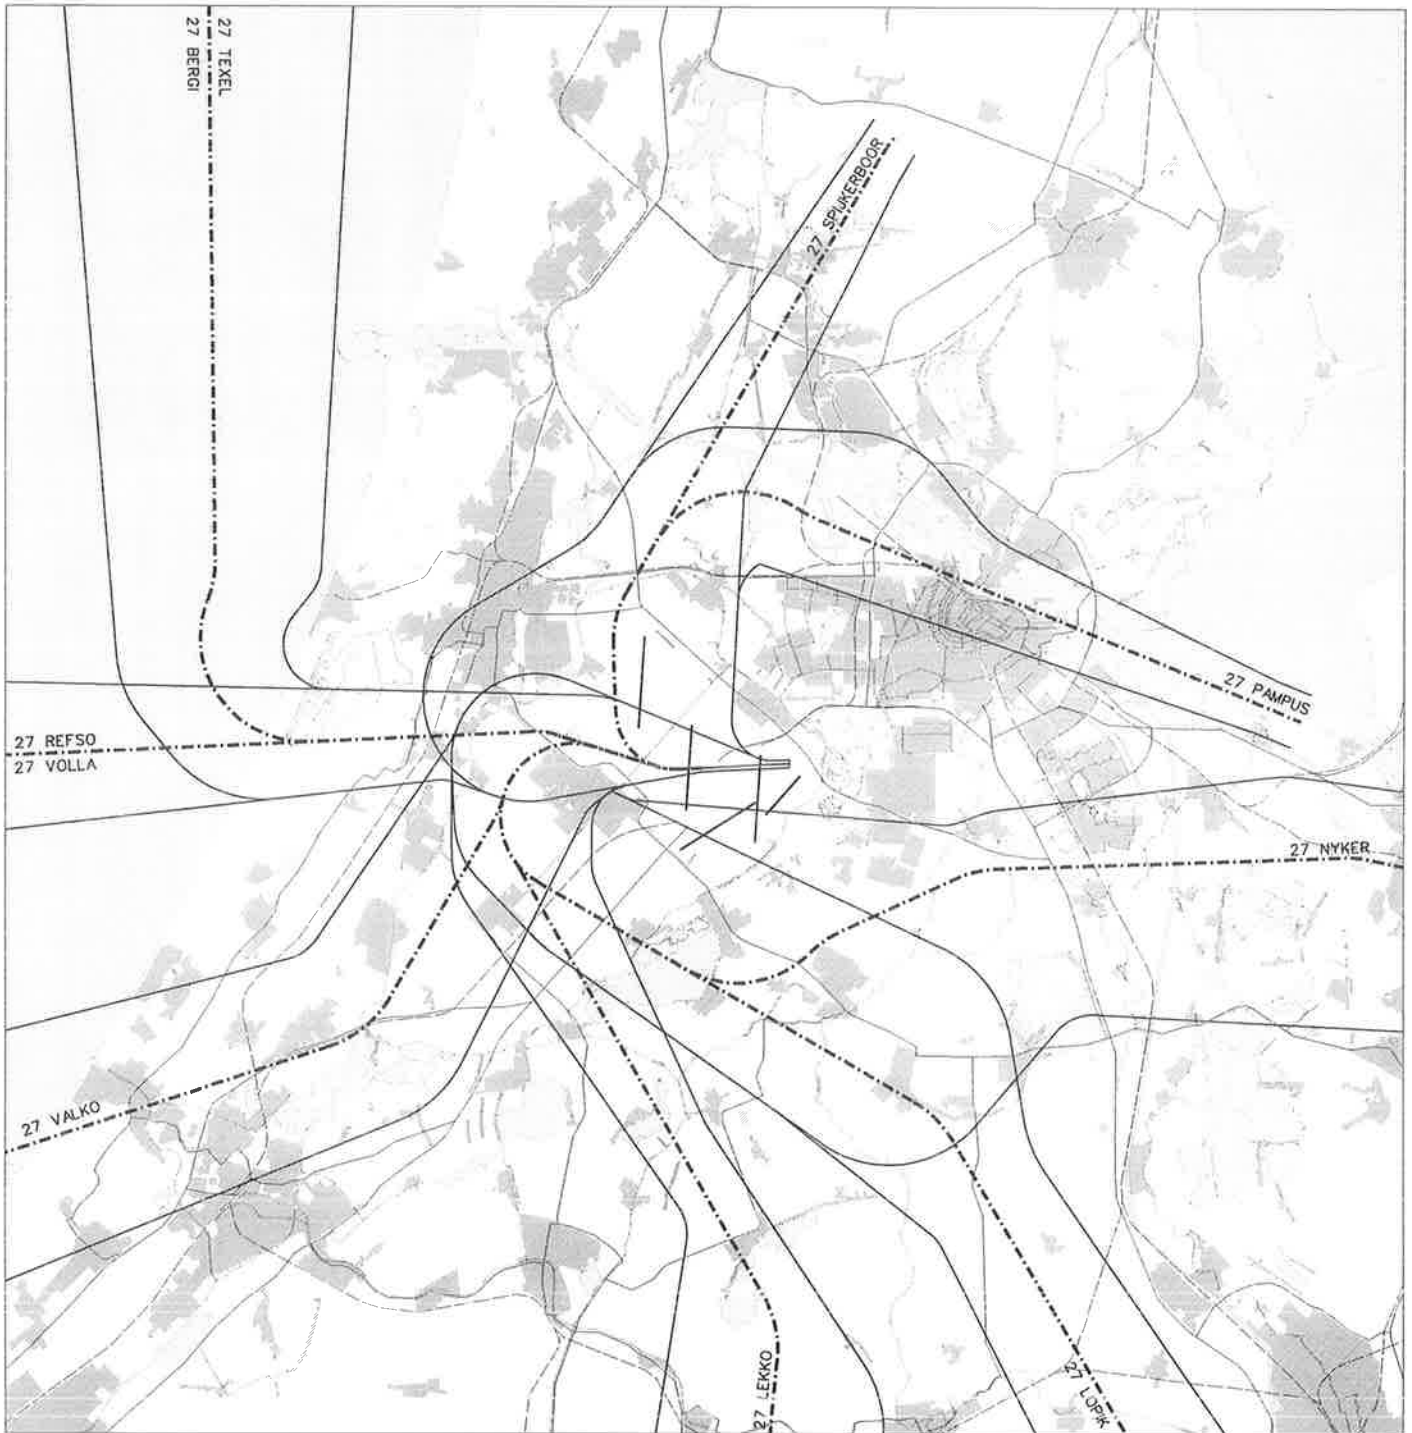 27 TEXEL
27 BERGI
27 SPIJKERBOOR
27 PAMPUS
27 REFSO
27 VOLLA
27 NYKER
27 VALKO
27 LEKKO
27 LOPIK